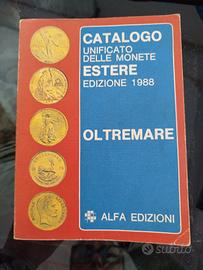 CATALOGO
UNIFICATO
DELLE MONETE
ESTERE
EDIZIONE 1988
OLTREMARE
ALFA EDIZIONI
Subito